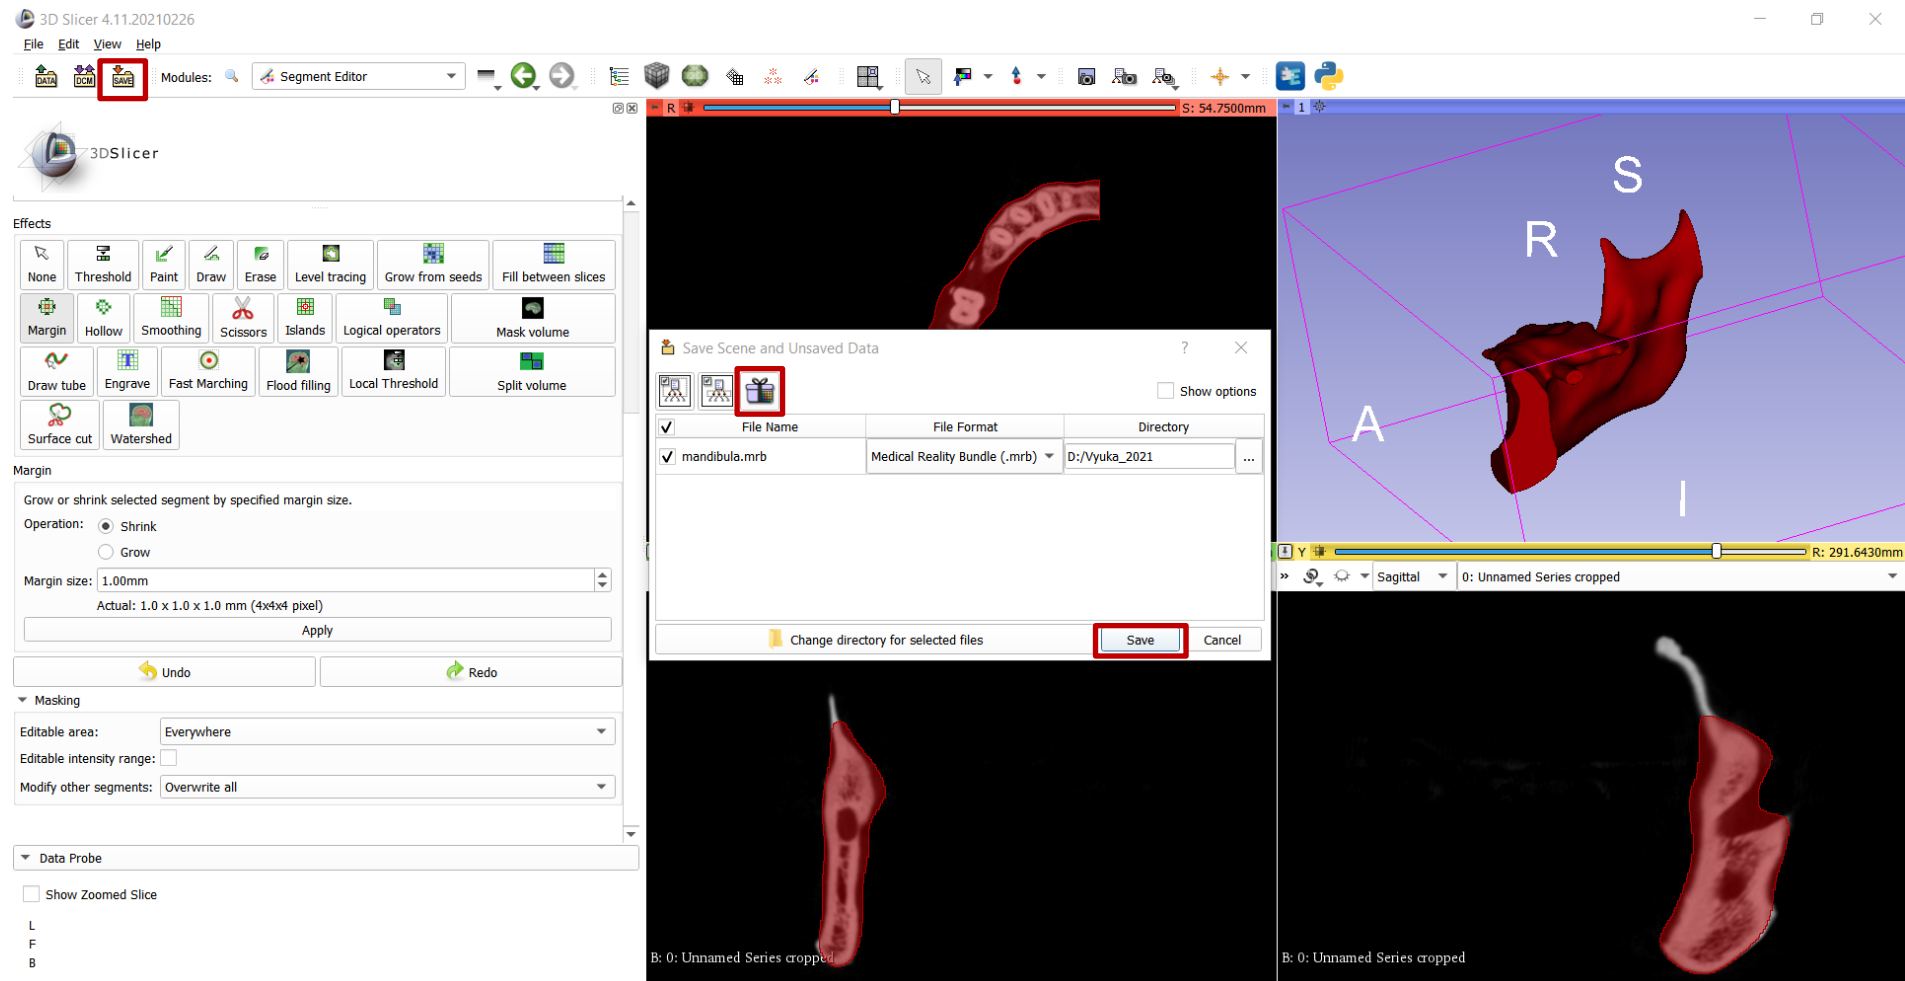 3D Slicer 4.11.20210226
File Edit View Help
DATA DCM SAVE Modules: Segment Editor
R S: 54.7500mm
1
3DSlicer
Effects
None Threshold Paint Draw Erase Level tracing Grow from seeds Fill between slices
Margin Hollow Smoothing Scissors Islands Logical operators Mask volume
Draw tube Engrave Fast Marching Flood filling Local Threshold Split volume
Surface cut Watershed
Margin
Grow or shrink selected segment by specified margin size.
Operation: Shrink
Grow
Margin size: 1.00mm
Actual: 1.0 x 1.0 x 1.0 mm (4x4x4 pixel)
Apply
Undo Redo
Masking
Editable area: Everywhere
Editable intensity range:
Modify other segments: Overwrite all
Data Probe
Show Zoomed Slice
L
F
B
Save Scene and Unsaved Data ?
Show options
File Name File Format Directory
mandibula.mrb Medical Reality Bundle (.mrb) D:/Vyuka_2021 ...
Change directory for selected files Save Cancel
S
R
A
I
Y R: 291.6430mm
» Sagittal 0: Unnamed Series cropped
B: 0: Unnamed Series cropped
B: 0: Unnamed Series cropped